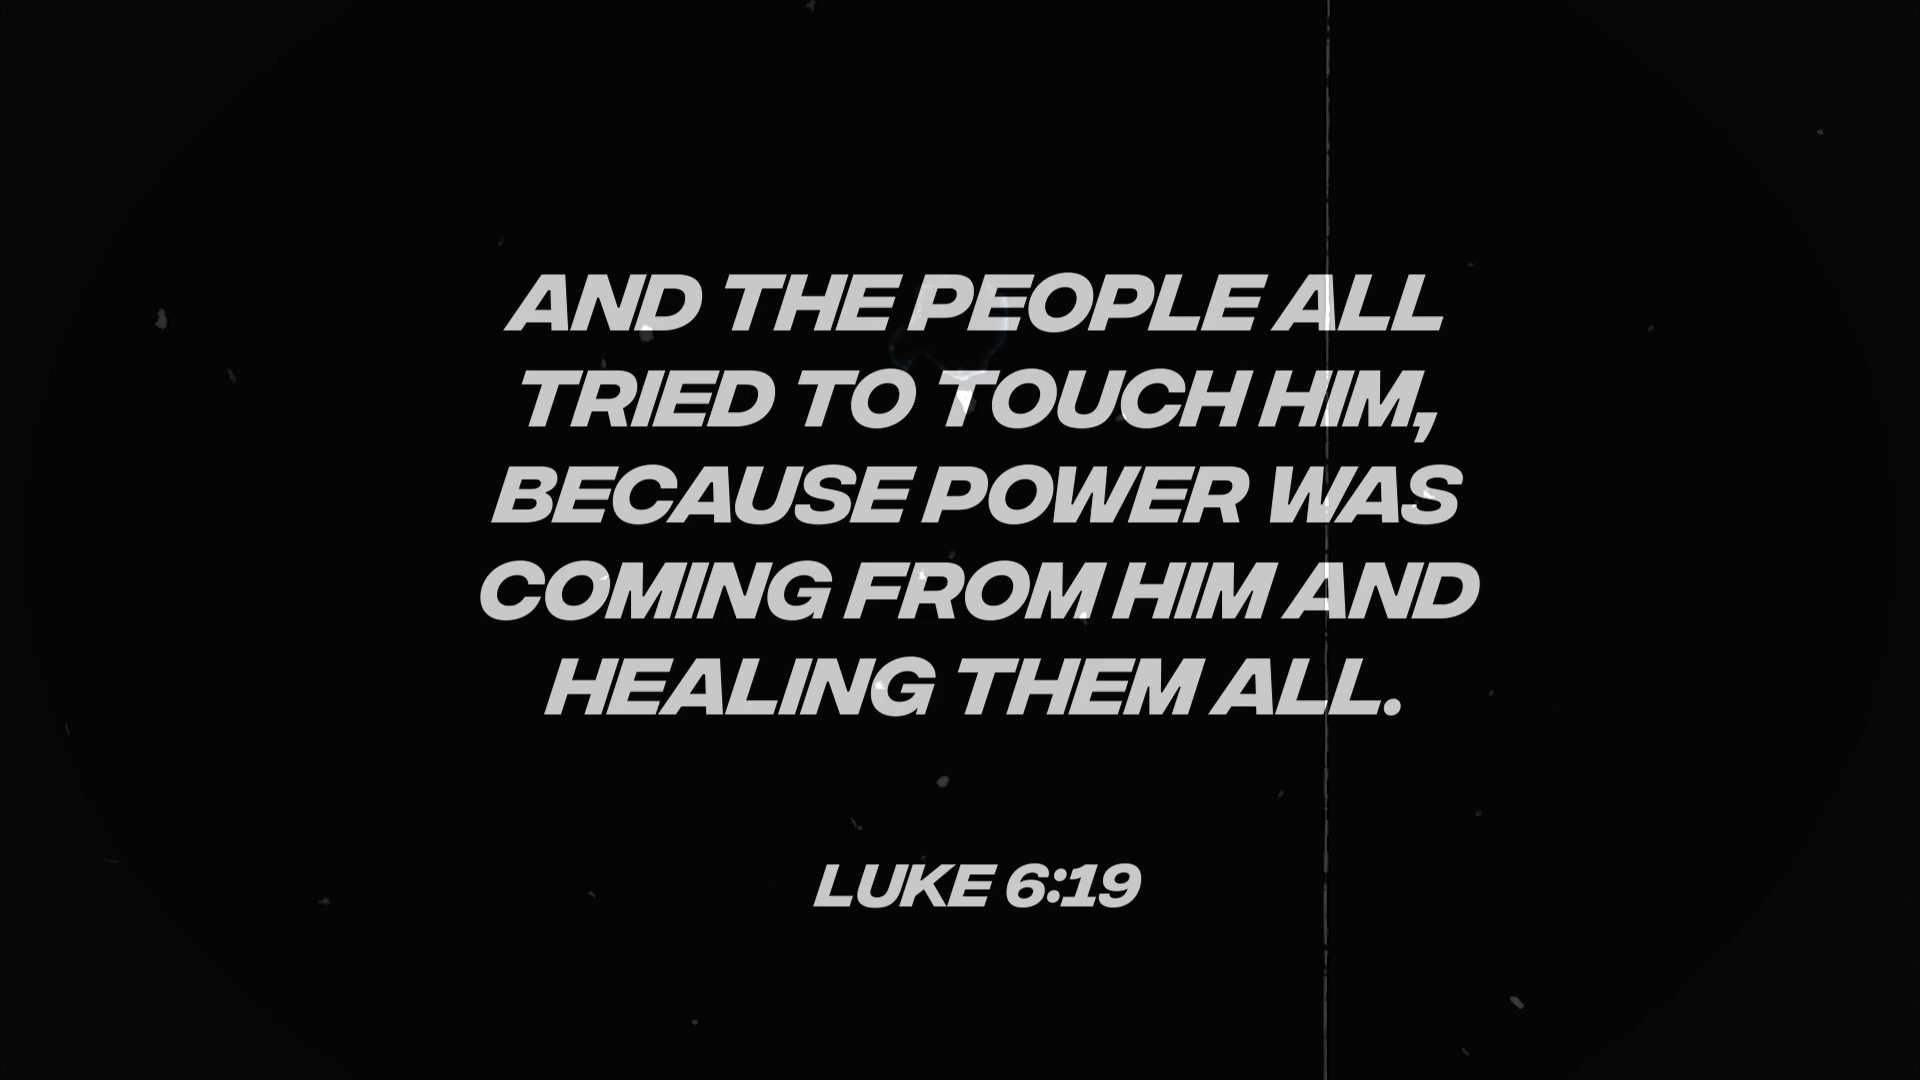 AND THE PEOPLE ALL
TRIED TO TOUCH HIM,
BECAUSE POWER WAS
COMING FROM HIM AND
HEALING THEM ALL.
LUKE 6:19